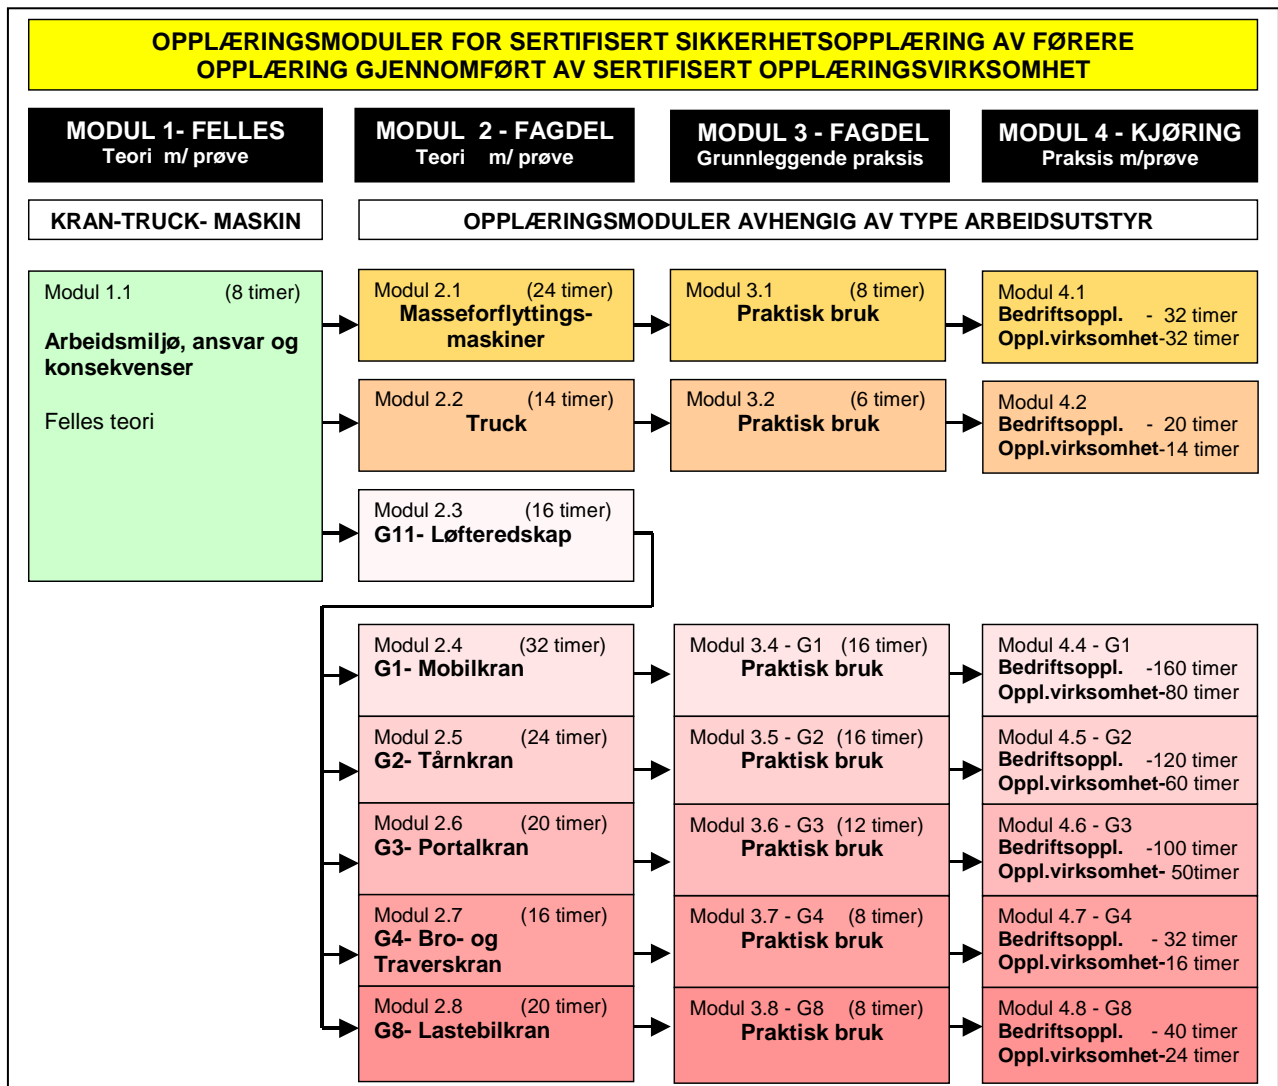 OPPLÆRINGSMODULER FOR SERTIFISERT SIKKERHETSOPPLÆRING AV FØRERE
OPPLÆRING GJENNOMFØRT AV SERTIFISERT OPPLÆRINGSVIRKSOMHET
MODUL 1- FELLES
Teori m/ prøve
MODUL 2 - FAGDEL
Teori m/ prøve
MODUL 3 - FAGDEL
Grunnleggende praksis
MODUL 4 - KJØRING
Praksis m/prøve
KRAN-TRUCK- MASKIN
OPPLÆRINGSMODULER AVHENGIG AV TYPE ARBEIDSUTSTYR
Modul 1.1 (8 timer)
Arbeidsmiljø, ansvar og
konsekvenser
Felles teori
Modul 2.1 (24 timer)
Masseforflyttings-
maskiner
Modul 3.1 (8 timer)
Praktisk bruk
Modul 4.1
Bedriftsoppl. - 32 timer
Oppl.virksomhet-32 timer
Modul 2.2 (14 timer)
Truck
Modul 3.2 (6 timer)
Praktisk bruk
Modul 4.2
Bedriftsoppl. - 20 timer
Oppl.virksomhet-14 timer
Modul 2.3 (16 timer)
G11- Løfteredskap
Modul 2.4 (32 timer)
G1- Mobilkran
Modul 3.4 - G1 (16 timer)
Praktisk bruk
Modul 4.4 - G1
Bedriftsoppl. -160 timer
Oppl.virksomhet-80 timer
Modul 2.5 (24 timer)
G2- Tårnkran
Modul 3.5 - G2 (16 timer)
Praktisk bruk
Modul 4.5 - G2
Bedriftsoppl. -120 timer
Oppl.virksomhet-60 timer
Modul 2.6 (20 timer)
G3- Portalkran
Modul 3.6 - G3 (12 timer)
Praktisk bruk
Modul 4.6 - G3
Bedriftsoppl. -100 timer
Oppl.virksomhet- 50timer
Modul 2.7 (16 timer)
G4- Bro- og
Traverskran
Modul 3.7 - G4 (8 timer)
Praktisk bruk
Modul 4.7 - G4
Bedriftsoppl. - 32 timer
Oppl.virksomhet-16 timer
Modul 2.8 (20 timer)
G8- Lastebilkran
Modul 3.8 - G8 (8 timer)
Praktisk bruk
Modul 4.8 - G8
Bedriftsoppl. - 40 timer
Oppl.virksomhet-24 timer